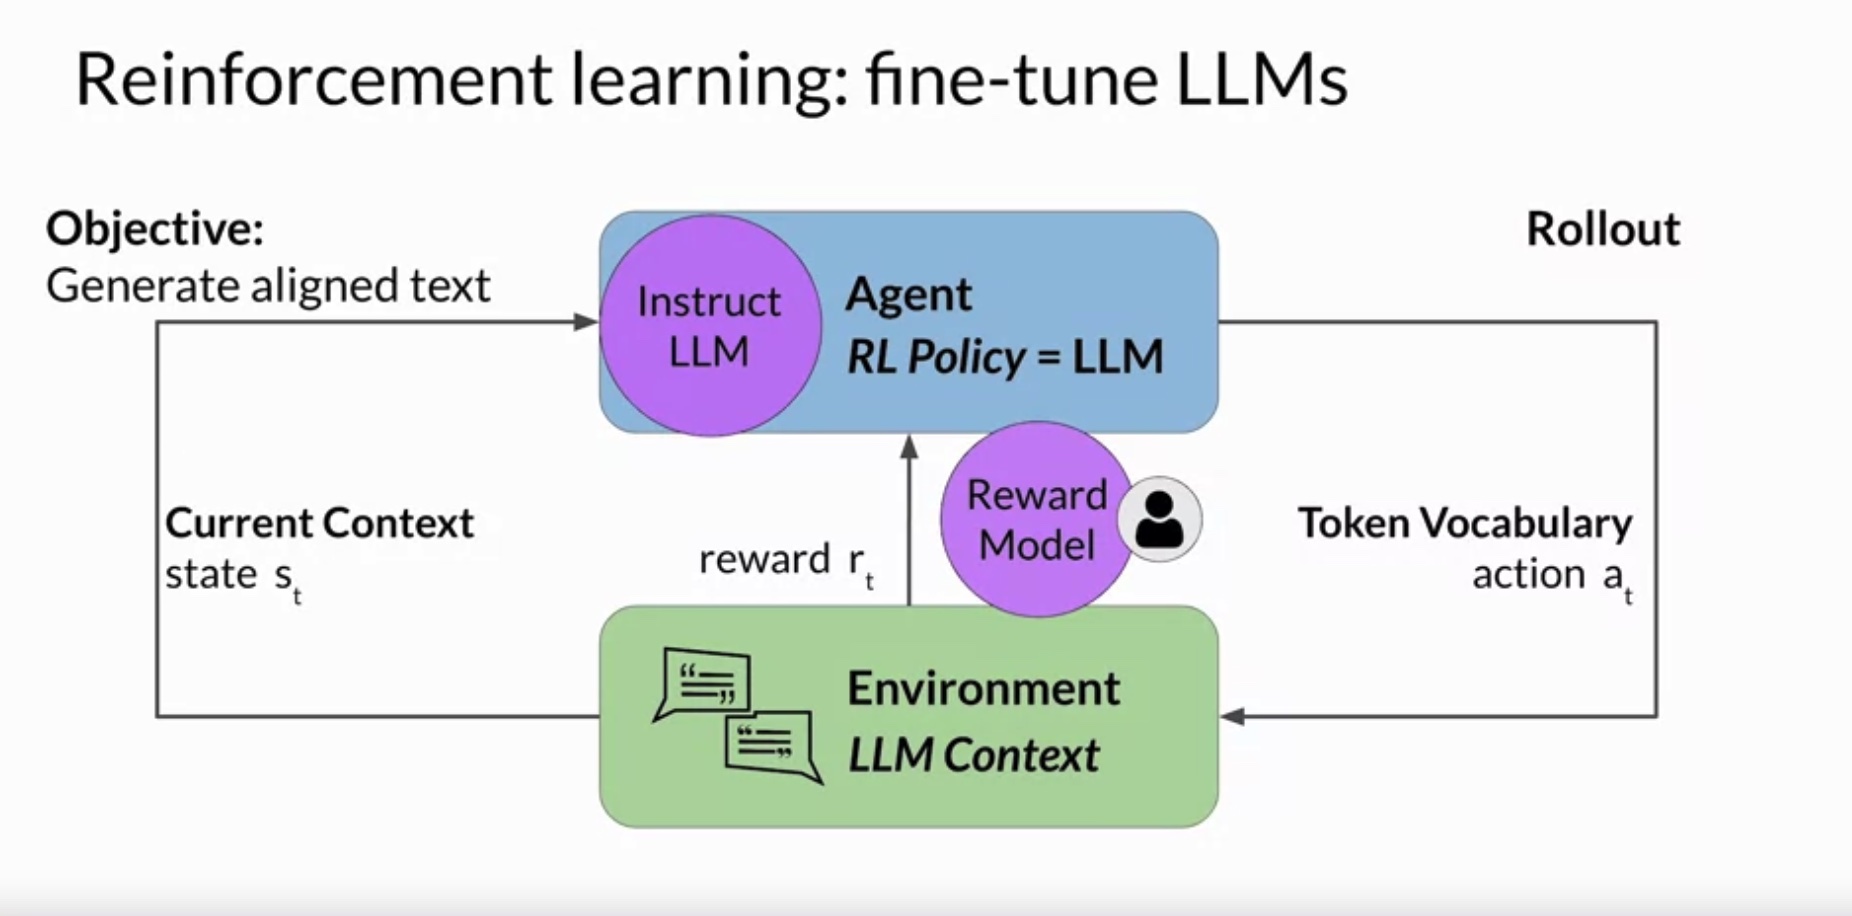 Reinforcement learning: fine-tune LLMs
Objective:
Generate aligned text
Rollout
Instruct
LLM
Agent
RL Policy = LLM
Current Context
state s_t
reward r_t
Reward
Model
Token Vocabulary
action a_t
Environment
LLM Context